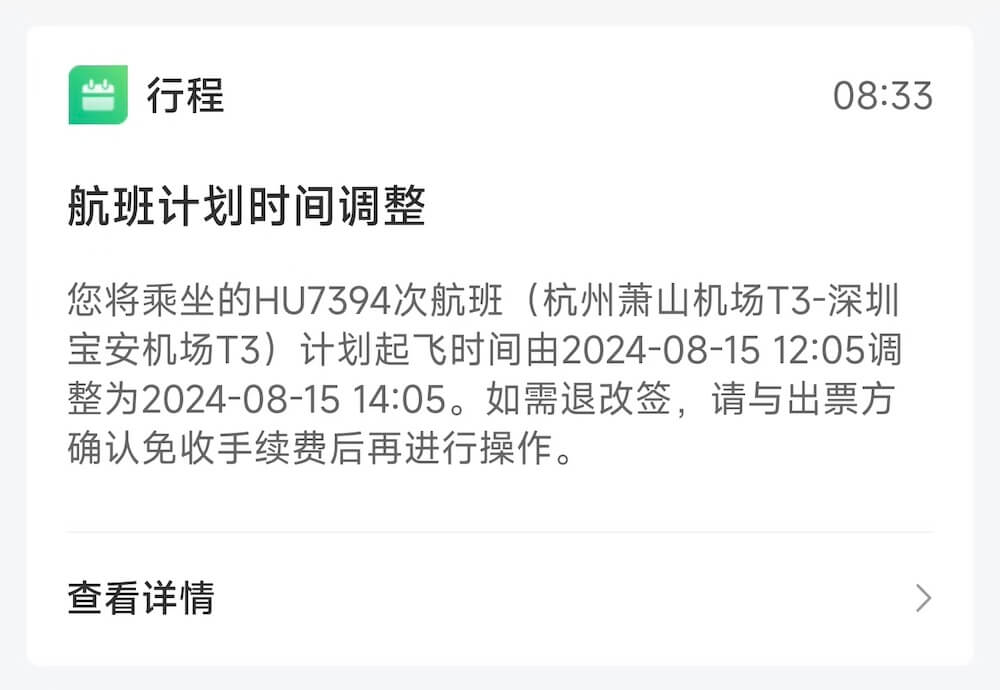 行程
08:33
航班计划时间调整
您将乘坐的HU7394次航班（杭州萧山机场T3-深圳
宝安机场T3）计划起飞时间由2024-08-15 12:05调
整为2024-08-15 14:05。如需退改签，请与出票方
确认免收手续费后再进行操作。
查看详情